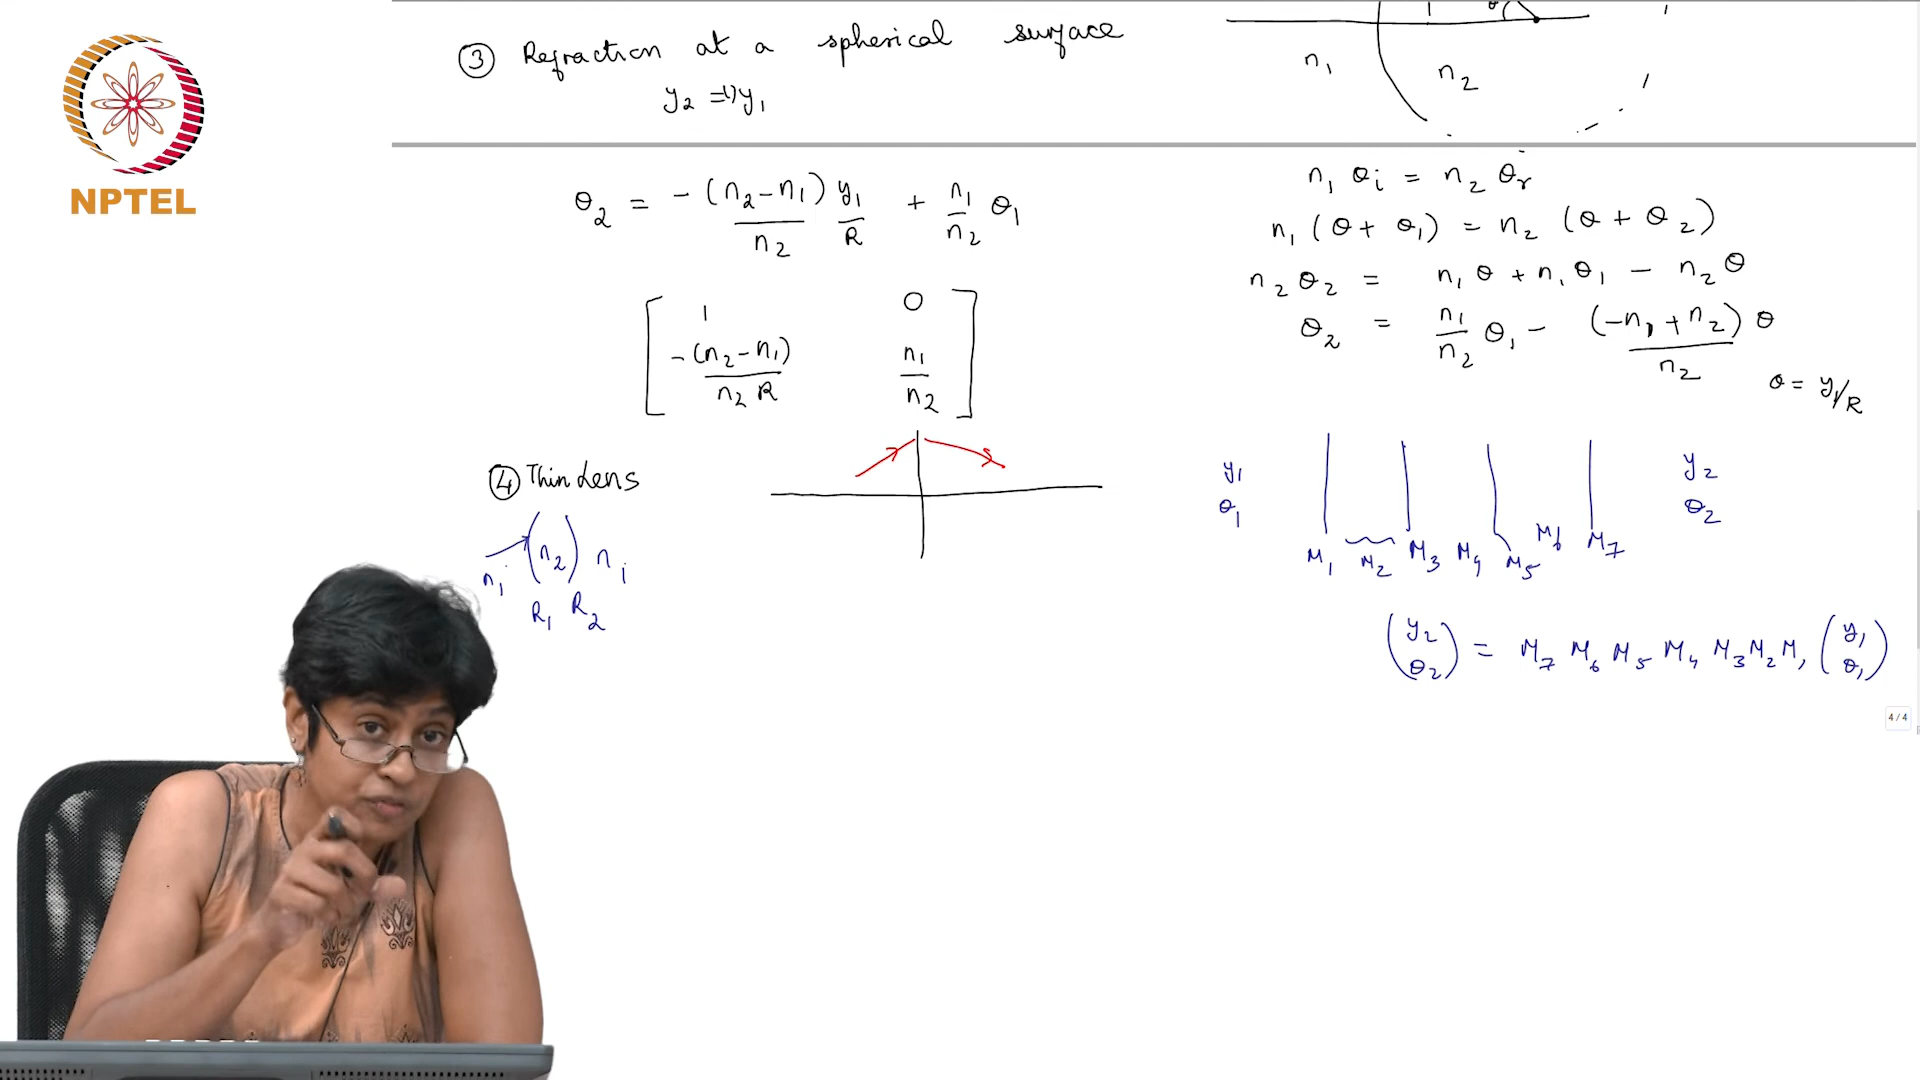 NPTEL
③ Refraction at a spherical surface
y₂ = y₁
n₁ n₂
θ₂ = -(n₂-n₁)/n₂ y₁/R + n₁/n₂ θ₁
[ 1 0
-(n₂-n₁)/n₂R n₁/n₂ ]
n₁ θi = n₂ θr
n₁ (θ + θ₁) = n₂ (θ + θ₂)
n₂ θ₂ = n₁ θ + n₁ θ₁ - n₂ θ
θ₂ = n₁/n₂ θ₁ - (-n₁ + n₂)/n₂ θ
θ = y₁/R
④ Thin Lens
n₁ (n₂) n₁
R₁ R₂
y₁ y₂
θ₁ θ₂
M₁ M₂ M₃ M₄ M₅ M₆ M₇
(y₂ θ₂) = M₇ M₆ M₅ M₄ M₃ M₂ M₁ (y₁ θ₁)
4 / 4